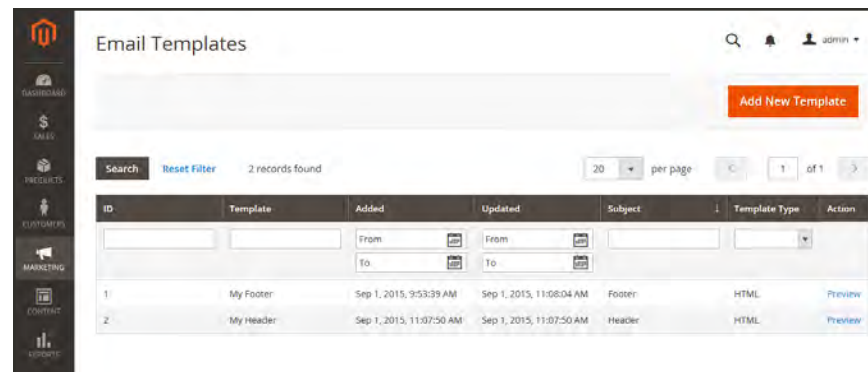 Email Templates
admin
DASHBOARD
SALES
PRODUCTS
CUSTOMERS
MARKETING
CONTENT
REPORTS
Add New Template
Search Reset Filter 2 records found 20 per page 1 of 1
ID Template Added Updated Subject Template Type Action
From From
To To
1 My Footer Sep 1, 2015, 9:53:39 AM Sep 1, 2015, 11:08:04 AM Footer HTML Preview
2 My Header Sep 1, 2015, 11:07:50 AM Sep 1, 2015, 11:07:50 AM Header HTML Preview